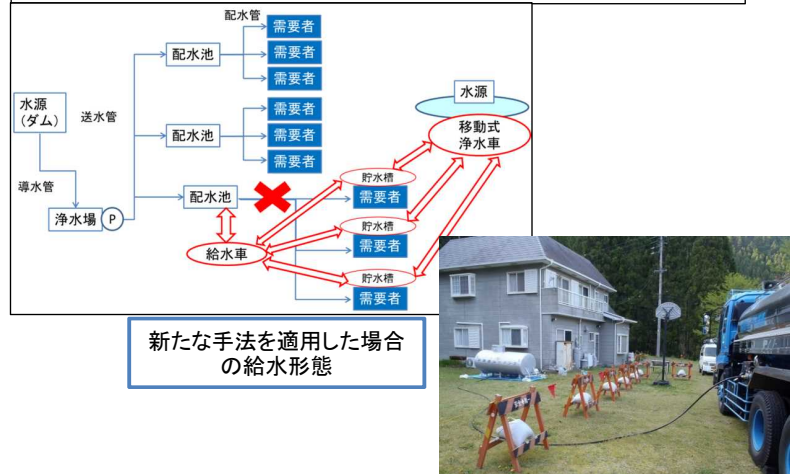 配水管
需要者
配水池
需要者
需要者
水源
水源
(ダム)
送水管
需要者
移動式
浄水車
配水池
需要者
需要者
貯水槽
導水管
配水池
需要者
浄水場
P
貯水槽
給水車
需要者
貯水槽
需要者
新たな手法を適用した場合
の給水形態